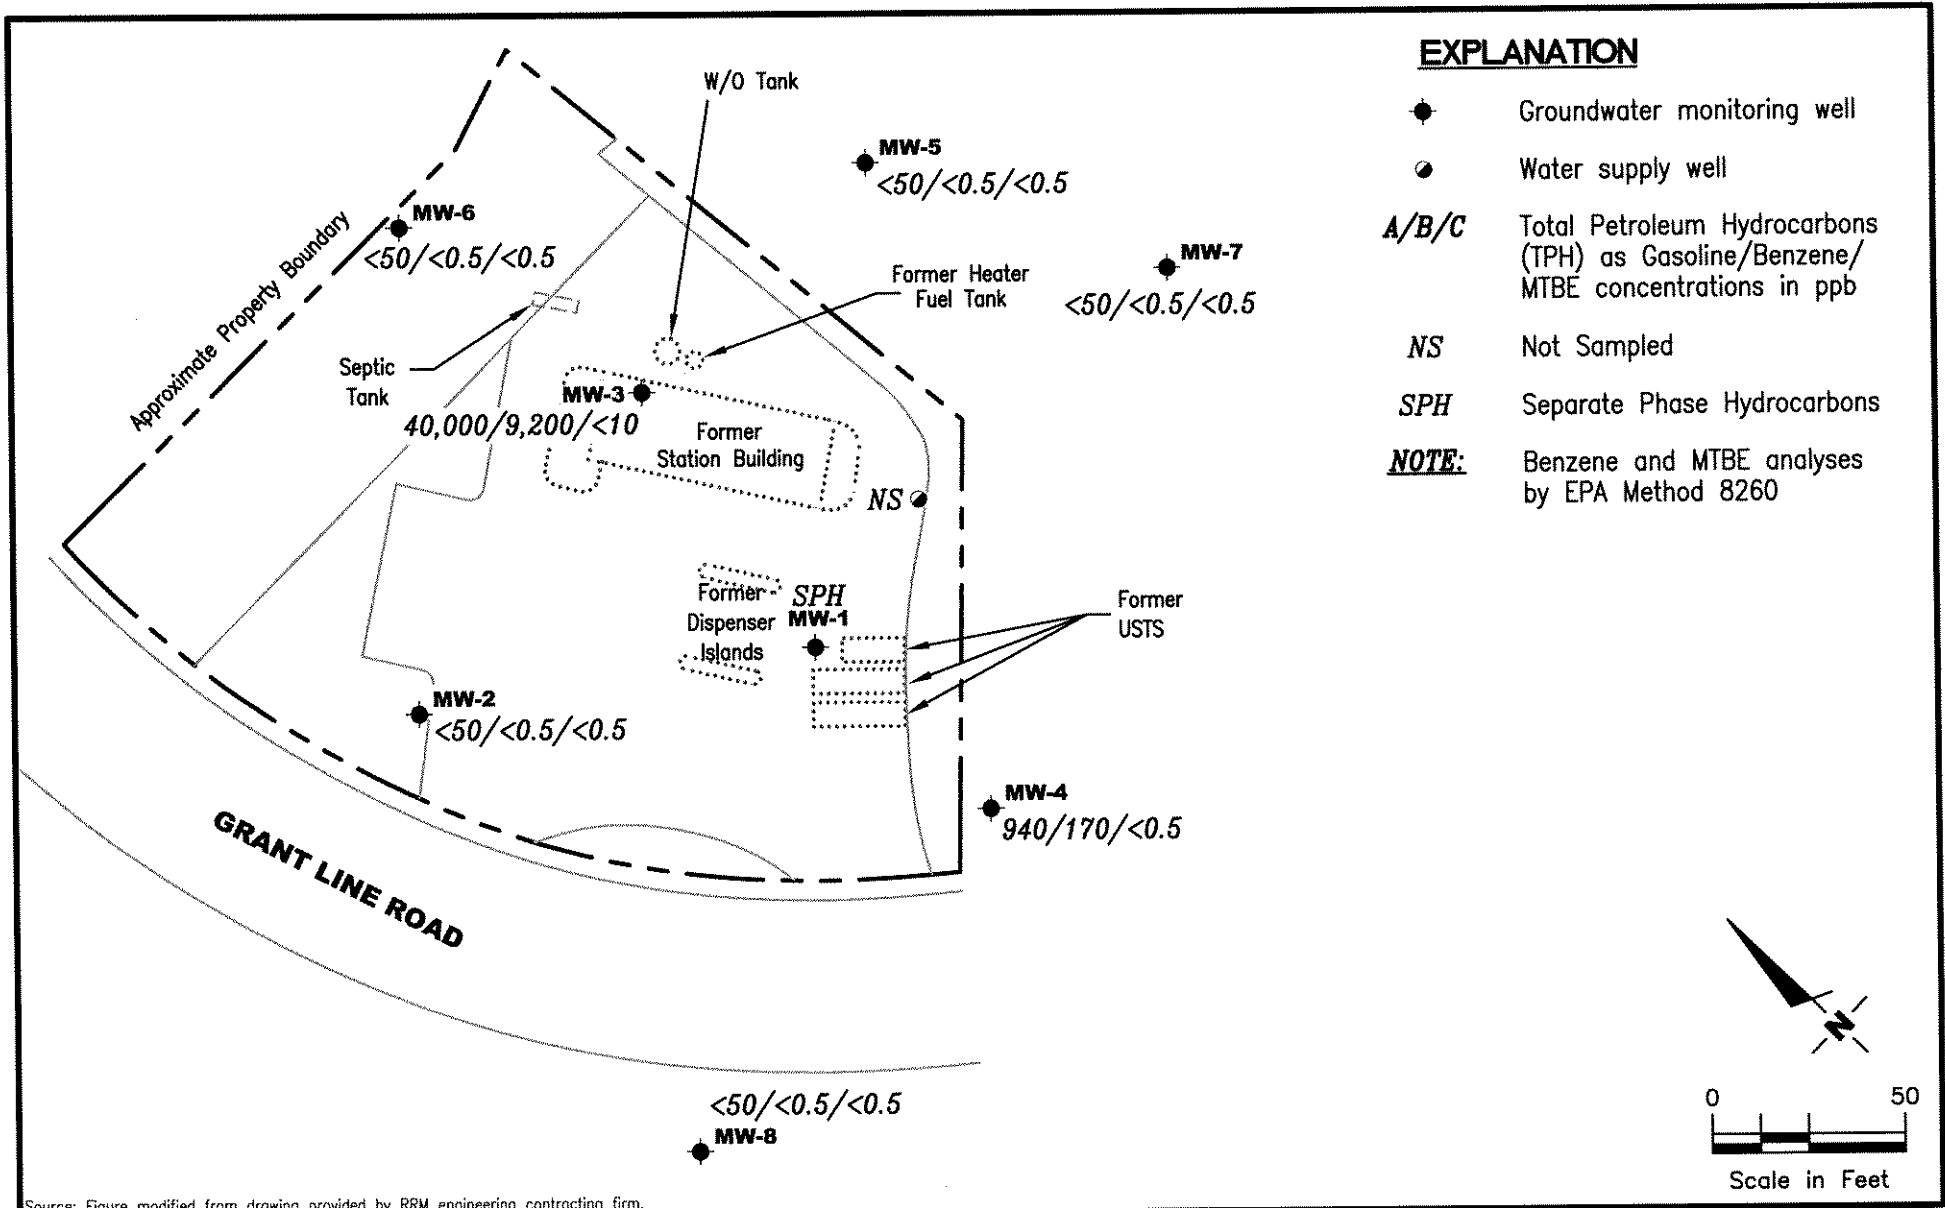 EXPLANATION
Groundwater monitoring well
Water supply well
A/B/C Total Petroleum Hydrocarbons
(TPH) as Gasoline/Benzene/
MTBE concentrations in ppb
NS Not Sampled
SPH Separate Phase Hydrocarbons
NOTE: Benzene and MTBE analyses
by EPA Method 8260
W/O Tank
MW-5
<50/<0.5/<0.5
MW-6
<50/<0.5/<0.5
MW-7
<50/<0.5/<0.5
Approximate Property Boundary
Former Heater
Fuel Tank
Septic
Tank
MW-3
40,000/9,200/<10
Former
Station Building
NS
Former
Dispenser
Islands
SPH
MW-1
Former
USTS
MW-2
<50/<0.5/<0.5
MW-4
940/170/<0.5
GRANT LINE ROAD
<50/<0.5/<0.5
MW-8
N
0 50
Scale in Feet
Source: Figure modified from drawing provided by RRM engineering contracting firm.